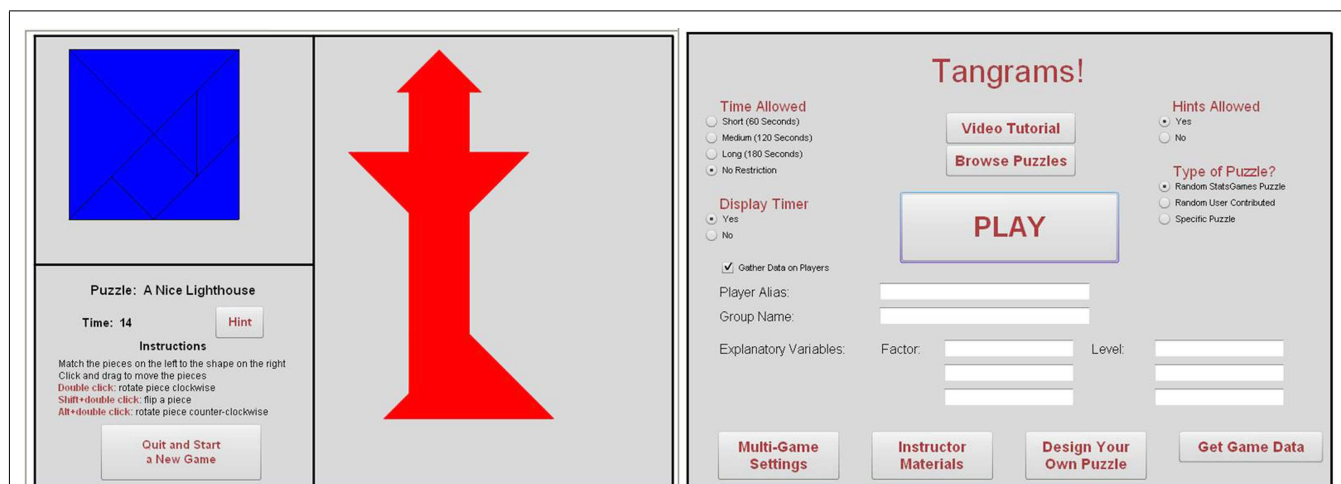 Puzzle: A Nice Lighthouse
Time: 14
Hint
Instructions
Match the pieces on the left to the shape on the right
Click and drag to move the pieces
Double click: rotate piece clockwise
Shift+double click: flip a piece
Alt+double click: rotate piece counter-clockwise
Quit and Start
a New Game
Tangrams!
Time Allowed
Short (60 Seconds)
Medium (120 Seconds)
Long (180 Seconds)
No Restriction
Video Tutorial
Browse Puzzles
Hints Allowed
Yes
No
Type of Puzzle?
Random StatsGames Puzzle
Random User Contributed
Specific Puzzle
Display Timer
Yes
No
PLAY
Gather Data on Players
Player Alias:
Group Name:
Explanatory Variables: Factor: Level:
Multi-Game
Settings
Instructor
Materials
Design Your
Own Puzzle
Get Game Data